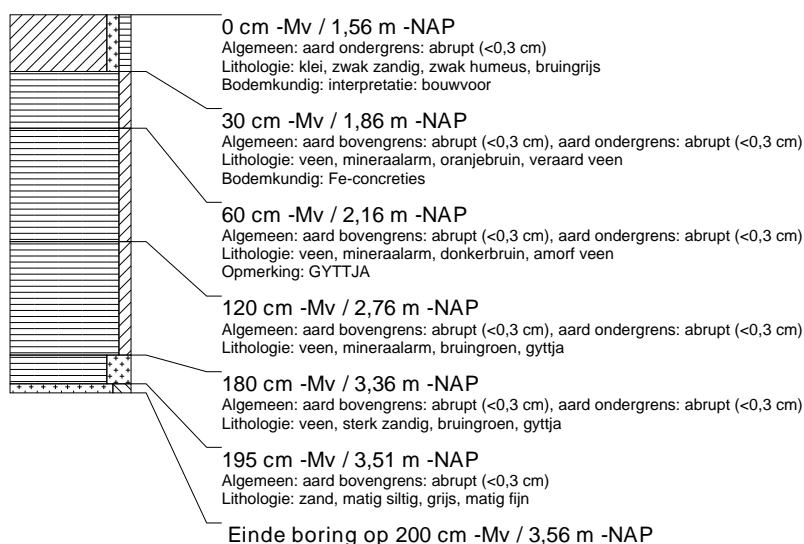 0 cm -Mv / 1,56 m -NAP
Algemeen: aard ondergrens: abrupt (<0,3 cm)
Lithologie: klei, zwak zandig, zwak humeus, bruingrijs
Bodemkundig: interpretatie: bouwvoor
30 cm -Mv / 1,86 m -NAP
Algemeen: aard bovengrens: abrupt (<0,3 cm), aard ondergrens: abrupt (<0,3 cm)
Lithologie: veen, mineraalarm, oranjebruin, veraard veen
Bodemkundig: Fe-concreties
60 cm -Mv / 2,16 m -NAP
Algemeen: aard bovengrens: abrupt (<0,3 cm), aard ondergrens: abrupt (<0,3 cm)
Lithologie: veen, mineraalarm, donkerbruin, amorf veen
Opmerking: GYTTJA
120 cm -Mv / 2,76 m -NAP
Algemeen: aard bovengrens: abrupt (<0,3 cm), aard ondergrens: abrupt (<0,3 cm)
Lithologie: veen, mineraalarm, bruingroen, gyttja
180 cm -Mv / 3,36 m -NAP
Algemeen: aard bovengrens: abrupt (<0,3 cm), aard ondergrens: abrupt (<0,3 cm)
Lithologie: veen, sterk zandig, bruingroen, gyttja
195 cm -Mv / 3,51 m -NAP
Algemeen: aard bovengrens: abrupt (<0,3 cm)
Lithologie: zand, matig siltig, grijs, matig fijn
Einde boring op 200 cm -Mv / 3,56 m -NAP